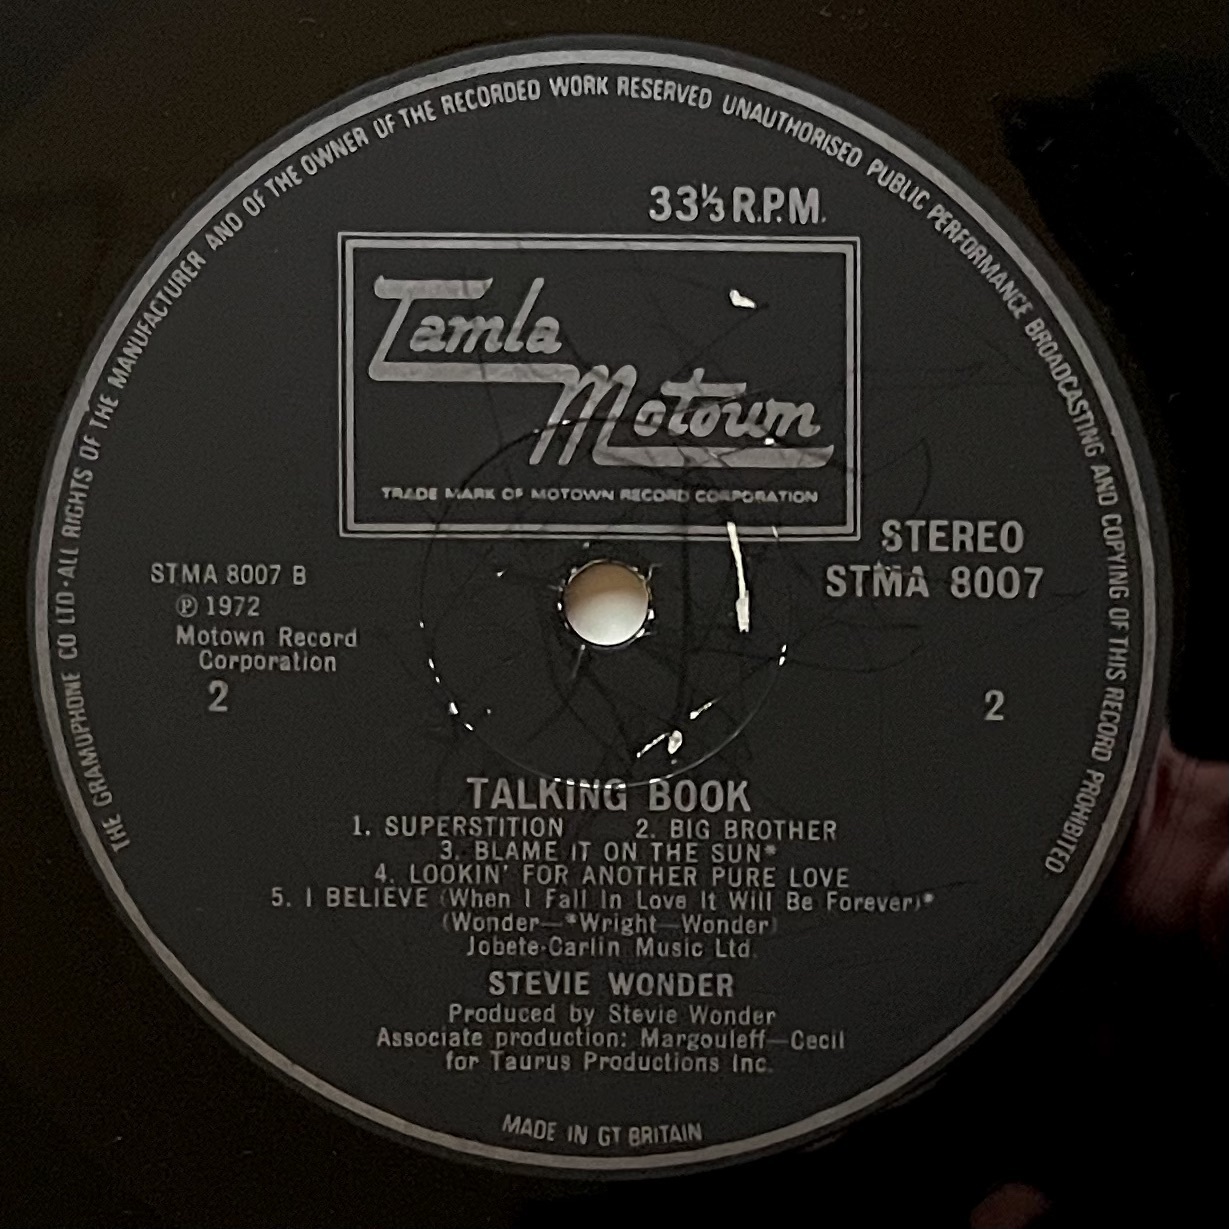 THE GRAMOPHONE CO LTD · ALL RIGHTS OF THE MANUFACTURER AND OF THE OWNER OF THE RECORDED WORK RESERVED UNAUTHORISED PUBLIC PERFORMANCE BROADCASTING AND COPYING OF THIS RECORD PROHIBITED
33⅓ R.P.M.
Tamla
Motown
TRADE MARK OF MOTOWN RECORD CORPORATION
STEREO
STMA 8007
STMA 8007 B
℗ 1972
Motown Record
Corporation
2
2
TALKING BOOK
1. SUPERSTITION 2. BIG BROTHER
3. BLAME IT ON THE SUN*
4. LOOKIN' FOR ANOTHER PURE LOVE
5. I BELIEVE (When I Fall In Love It Will Be Forever)*
(Wonder—*Wright—Wonder)
Jobete-Carlin Music Ltd.
STEVIE WONDER
Produced by Stevie Wonder
Associate production: Margouleff—Cecil
for Taurus Productions Inc.
MADE IN GT BRITAIN